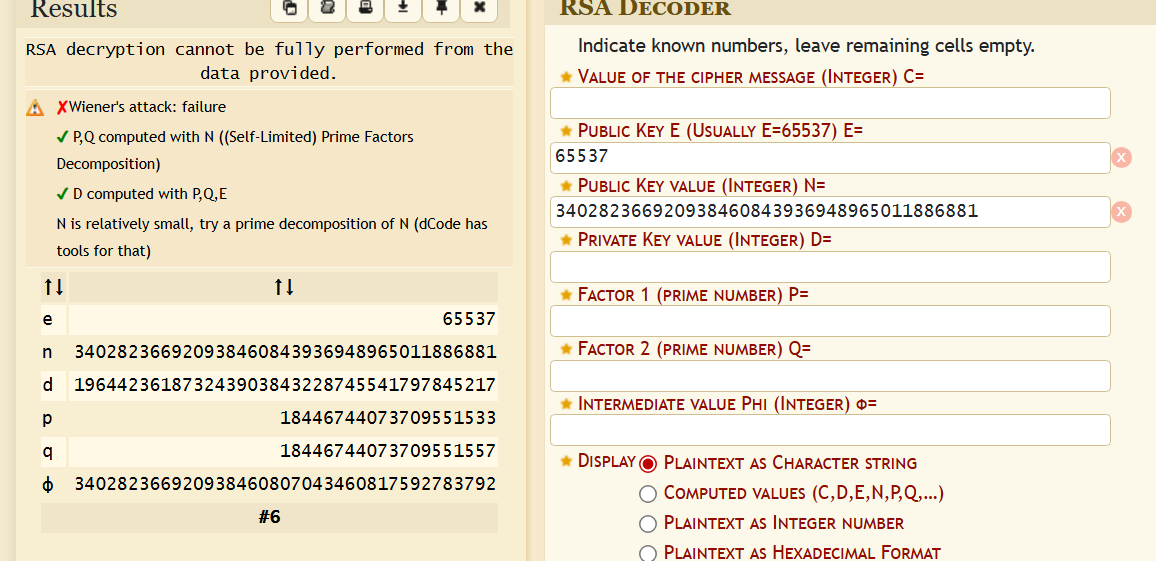 Results
RSA decryption cannot be fully performed from the
data provided.
✗Wiener's attack: failure
✓ P,Q computed with N ((Self-Limited) Prime Factors
Decomposition)
✓ D computed with P,Q,E
N is relatively small, try a prime decomposition of N (dCode has
tools for that)
↑↓ ↑↓
e 65537
n 340282366920938460843936948965011886881
d 196442361873243903843228745541797845217
p 18446744073709551533
q 18446744073709551557
ϕ 340282366920938460807043460817592783792
#6
RSA Decoder
Indicate known numbers, leave remaining cells empty.
★ Value of the cipher message (Integer) C=
★ Public Key E (Usually E=65537) E=
65537
x
★ Public Key value (Integer) N=
340282366920938460843936948965011886881
x
★ Private Key value (Integer) D=
★ Factor 1 (prime number) P=
★ Factor 2 (prime number) Q=
★ Intermediate value Phi (Integer) Φ=
★ Display Plaintext as Character string
Computed values (C,D,E,N,P,Q,...)
Plaintext as Integer number
Plaintext as Hexadecimal Format